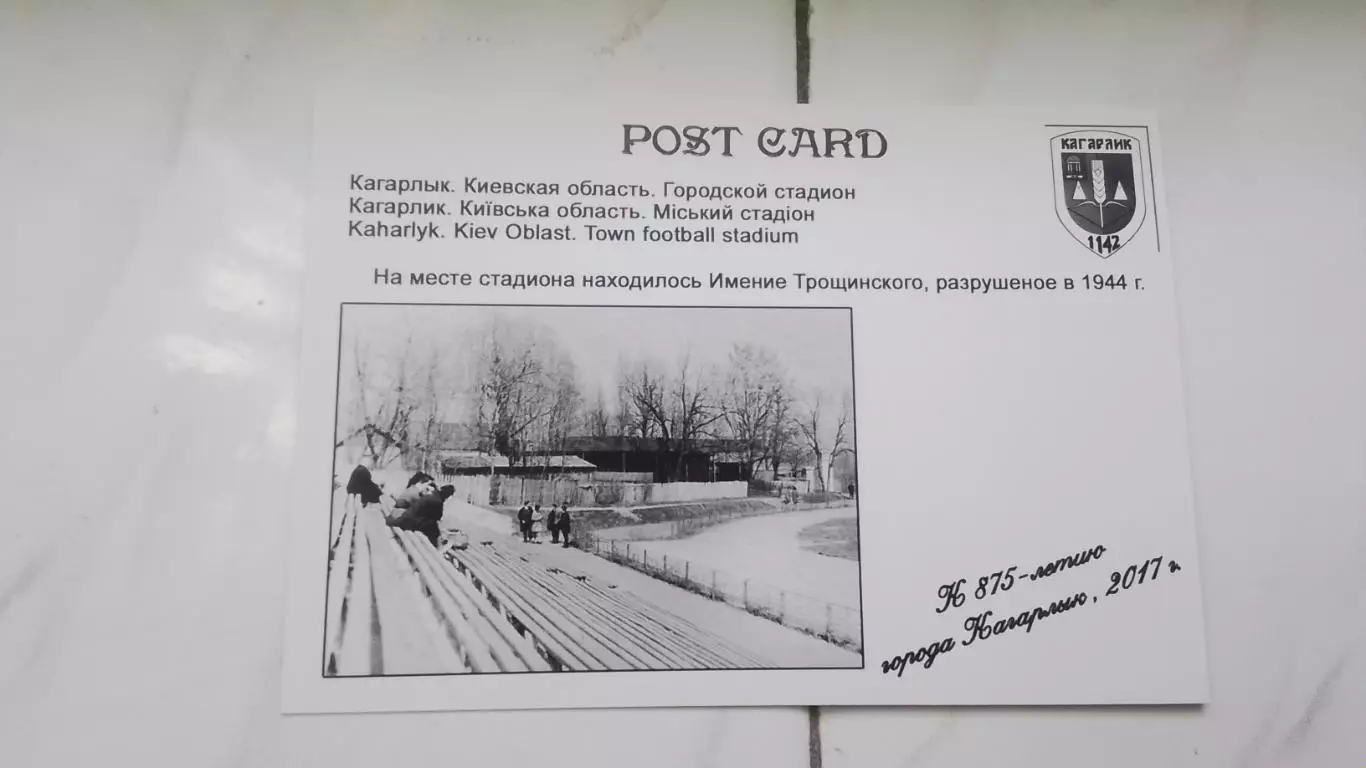 POST CARD
КАГАРЛИК
1142
Кагарлык. Киевская область. Городской стадион
Кагарлик. Київська область. Міський стадіон
Kaharlyk. Kiev Oblast. Town football stadium
На месте стадиона находилось Имение Трощинского, разрушеное в 1944 г.
К 875-летию
города Кагарлыю, 2017 г.